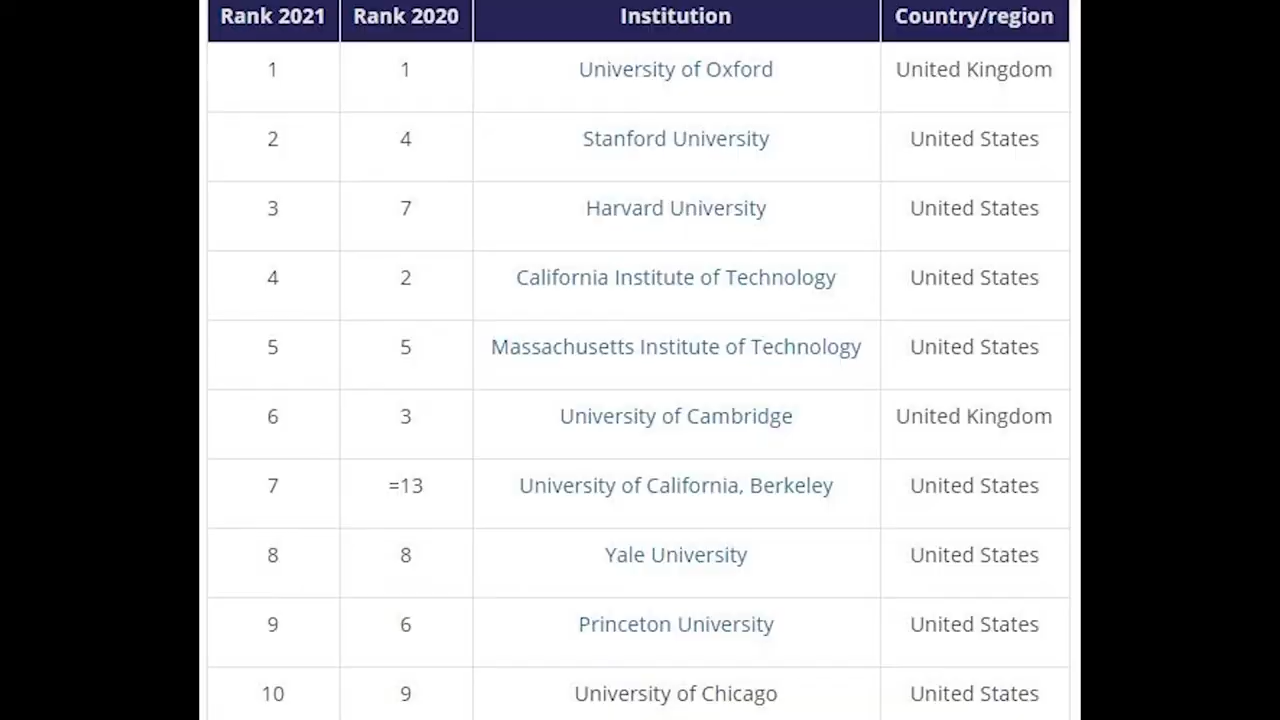 Rank 2021 Rank 2020 Institution Country/region
1 1 University of Oxford United Kingdom
2 4 Stanford University United States
3 7 Harvard University United States
4 2 California Institute of Technology United States
5 5 Massachusetts Institute of Technology United States
6 3 University of Cambridge United Kingdom
7 =13 University of California, Berkeley United States
8 8 Yale University United States
9 6 Princeton University United States
10 9 University of Chicago United States